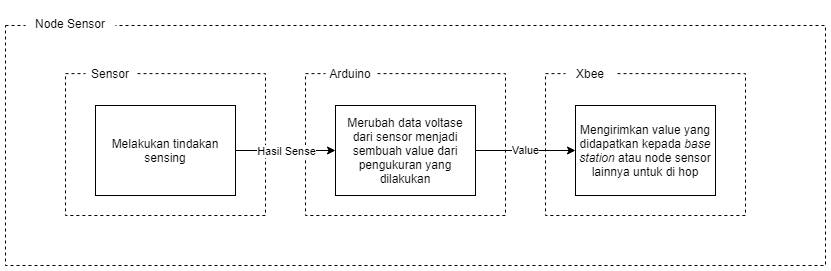 Node Sensor
Sensor
Arduino
Xbee
Melakukan tindakan
sensing
Hasil Sense
Merubah data voltase
dari sensor menjadi
sembuah value dari
pengukuran yang
dilakukan
Value
Mengirimkan value yang
didapatkan kepada base
station atau node sensor
lainnya untuk di hop